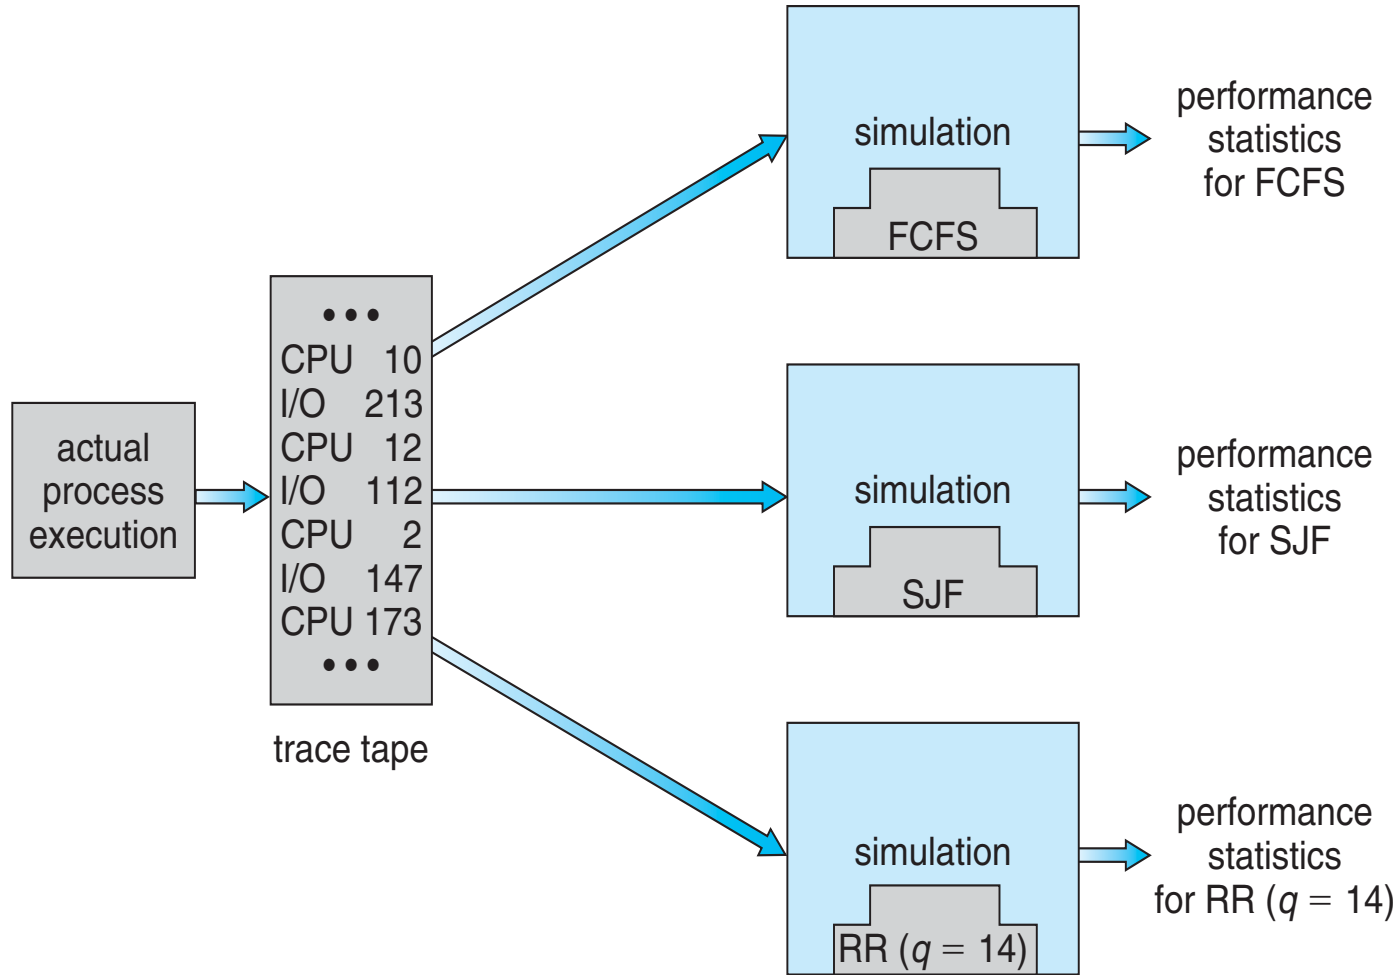 actual
process
execution
•••
CPU 10
I/O 213
CPU 12
I/O 112
CPU 2
I/O 147
CPU 173
•••
trace tape
simulation
FCFS
performance
statistics
for FCFS
simulation
SJF
performance
statistics
for SJF
simulation
RR (q = 14)
performance
statistics
for RR (q = 14)